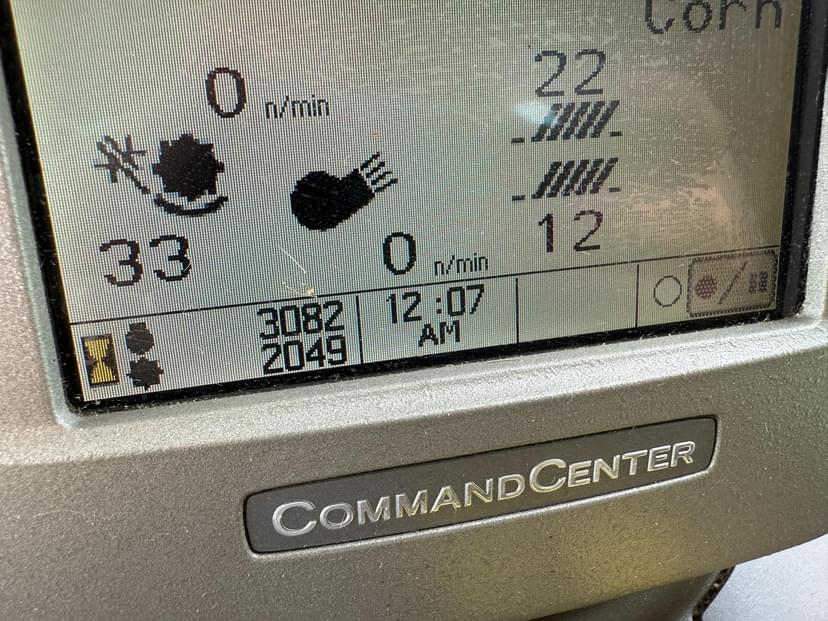 Corn
0 n/min
22
33
0 n/min
12
3082
2049
12:07
AM
COMMANDCENTER